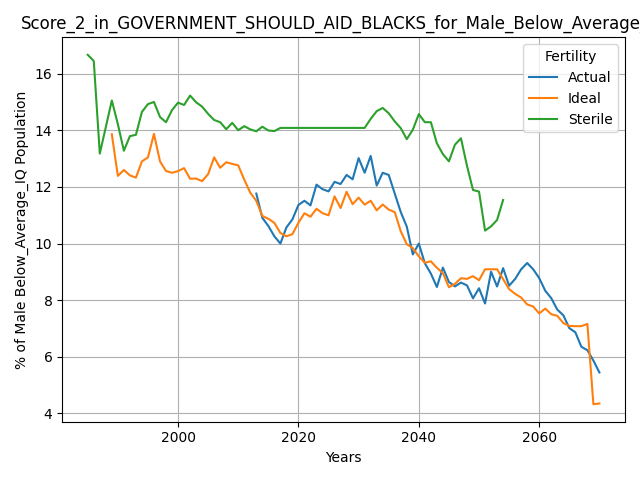 Score_2_in_GOVERNMENT_SHOULD_AID_BLACKS_for_Male_Below_Average
Fertility
Actual
Ideal
Sterile
% of Male Below_Average_IQ Population
16
14
12
10
8
6
4
2000 2020 2040 2060
Years